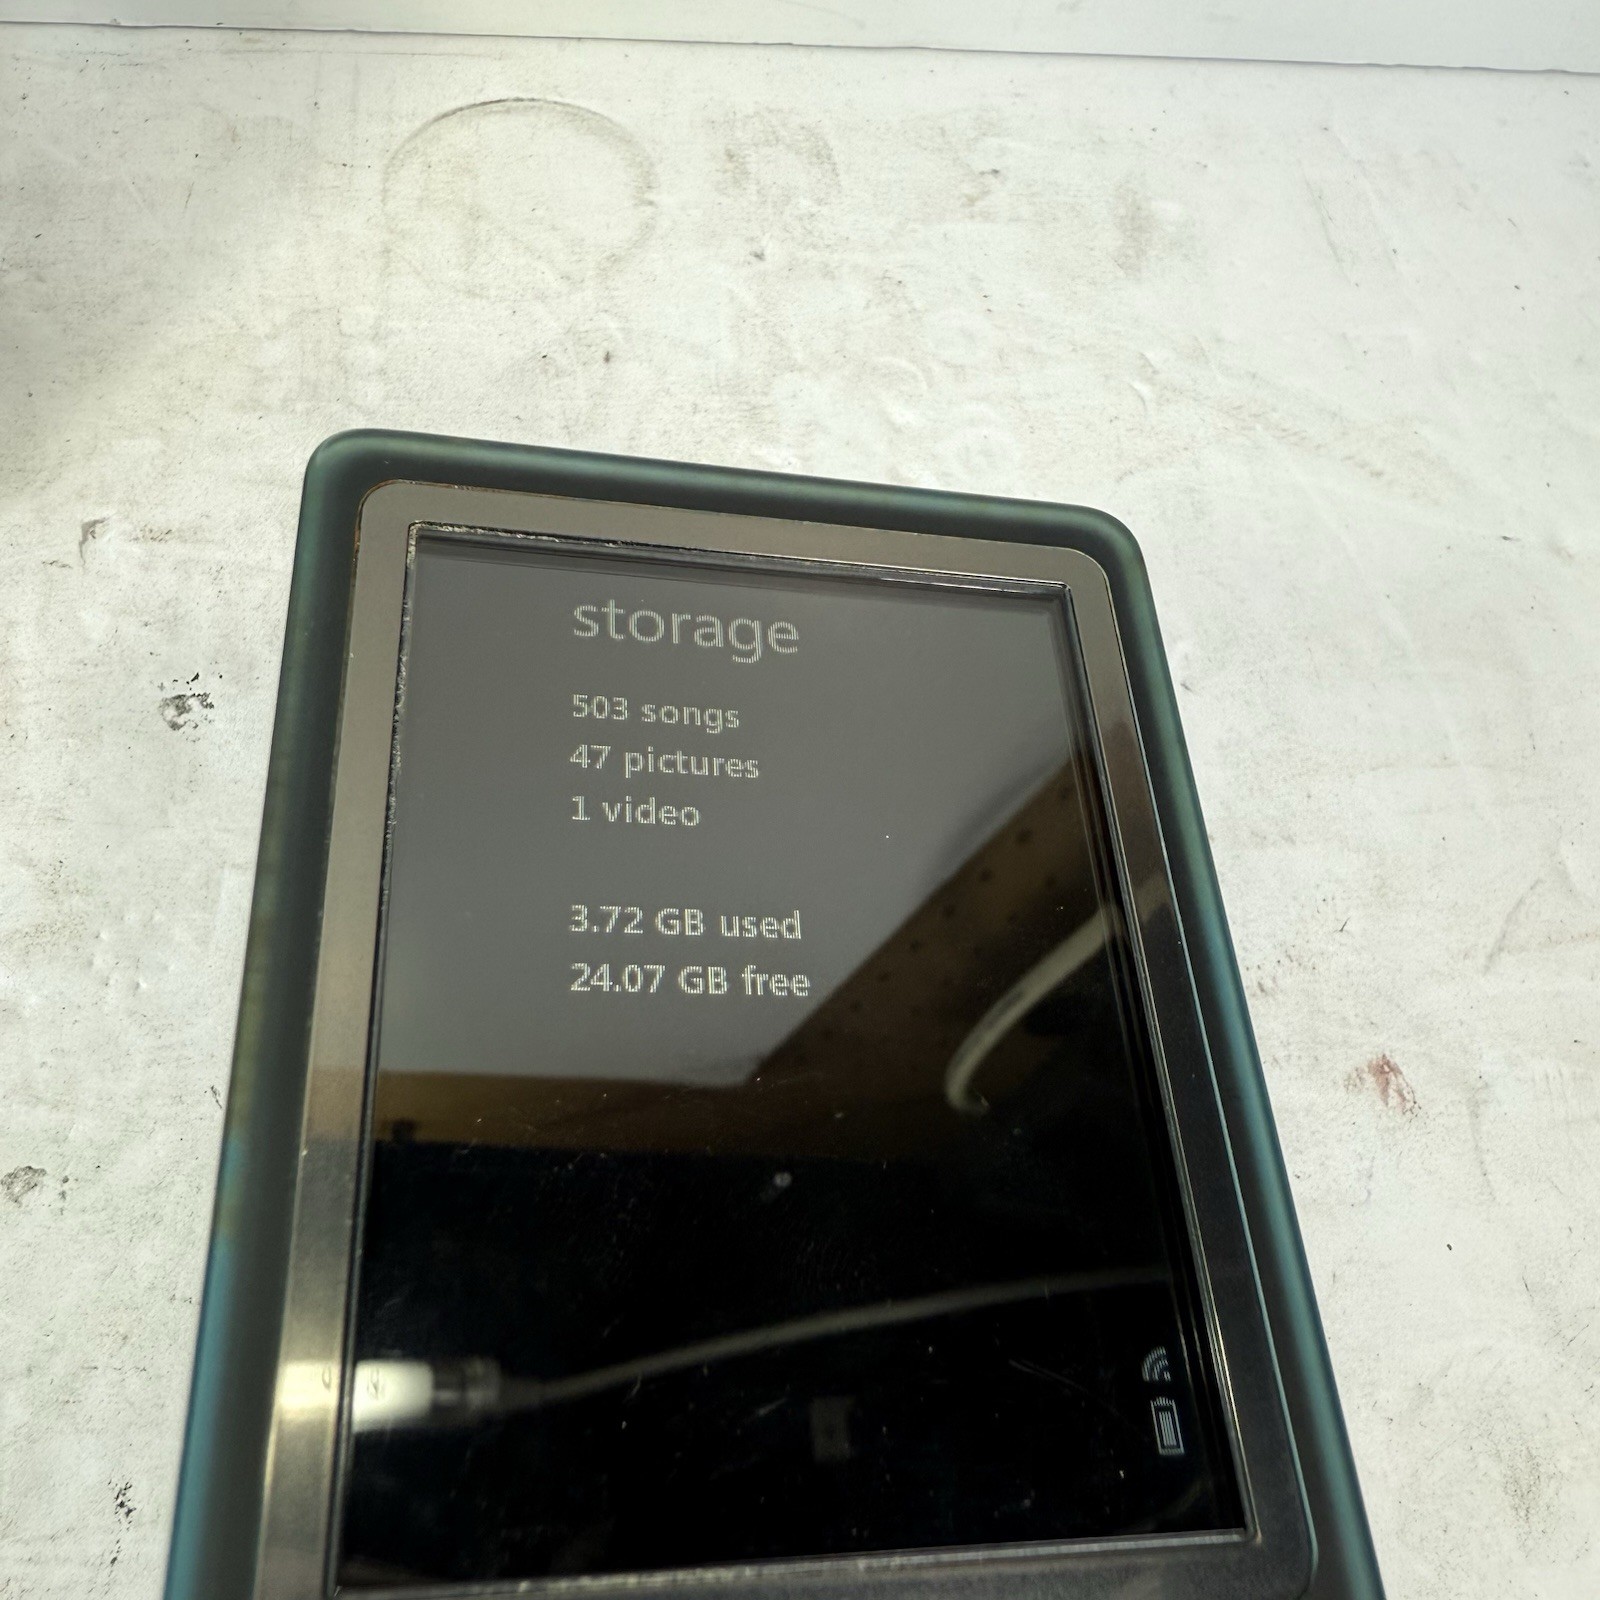 storage
503 songs
47 pictures
1 video
3.72 GB used
24.07 GB free